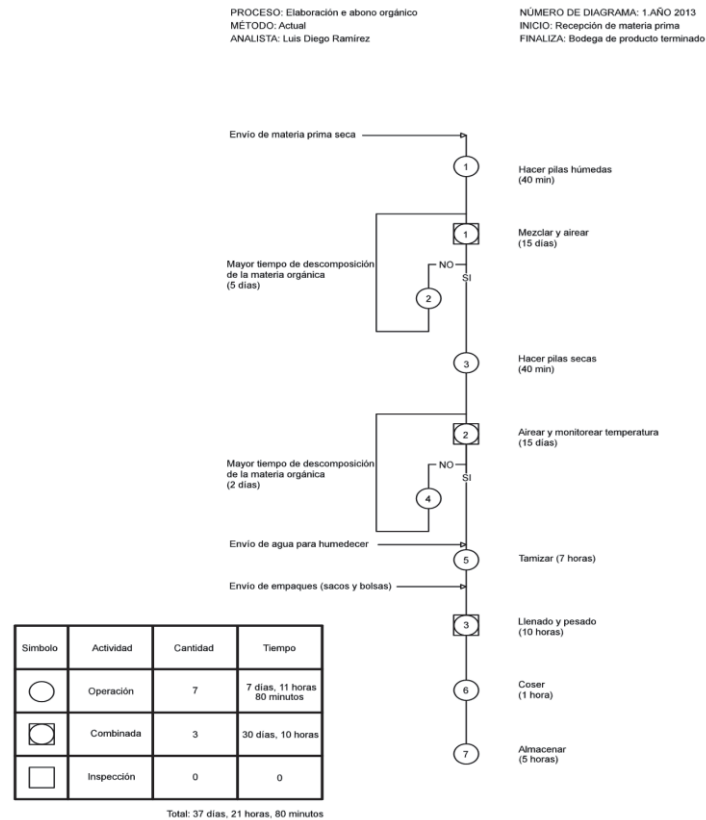 PROCESO: Elaboración e abono orgánico
MÉTODO: Actual
ANALISTA: Luis Diego Ramírez
NÚMERO DE DIAGRAMA: 1.AÑO 2013
INICIO: Recepción de materia prima
FINALIZA: Bodega de producto terminado
Envío de materia prima seca
1
Hacer pilas húmedas
(40 min)
1
Mezclar y airear
(15 días)
Mayor tiempo de descomposición
de la materia orgánica
(5 días)
NO
SI
2
3
Hacer pilas secas
(40 min)
2
Airear y monitorear temperatura
(15 días)
Mayor tiempo de descomposición
de la materia orgánica
(2 días)
NO
SI
4
Envío de agua para humedecer
5
Tamizar (7 horas)
Envío de empaques (sacos y bolsas)
3
Llenado y pesado
(10 horas)
6
Coser
(1 hora)
7
Almacenar
(5 horas)
Simbolo Actividad Cantidad Tiempo
Operación 7 7 días, 11 horas
80 minutos
Combinada 3 30 días, 10 horas
Inspección 0 0
Total: 37 días, 21 horas, 80 minutos